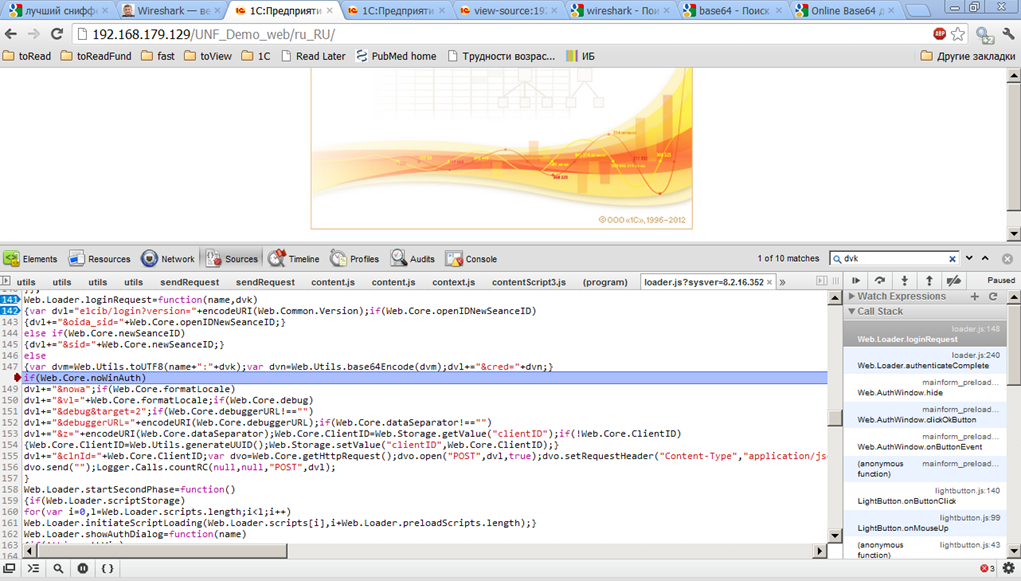 лучший сниффе
Wireshark — ве
1С:Предприяти
1С:Предприяти
view-source:19
wireshark - Пои
base64 - Поиск
Online Base64 д
192.168.179.129/UNF_Demo_web/ru_RU/
toRead toReadFund fast toView 1C Read Later PubMed home Трудности возрас... ИБ Другие закладки
© ООО «1С», 1996–2012
Elements Resources Network Sources Timeline Profiles Audits Console 1 of 10 matches dvk
utils utils utils utils sendRequest sendRequest content.js content.js context.js contentScript3.js (program) loader.js?sysver=8.2.16.352 » Paused
141 Web.Loader.loginRequest=function(name,dvk)
142 {var dvl="elcib/login?version="+encodeURI(Web.Common.Version);if(Web.Core.openIDNewSeanceID)
143 {dvl+="&oida_sid="+Web.Core.openIDNewSeanceID;}
144 else if(Web.Core.newSeanceID)
145 {dvl+="&sid="+Web.Core.newSeanceID;}
146 else
147 {var dvm=Web.Utils.toUTF8(name+":"+dvk);var dvn=Web.Utils.base64Encode(dvm);dvl+="&cred="+dvn;}
if(Web.Core.noWinAuth)
149 dvl+="&nowa";if(Web.Core.formatLocale)
150 dvl+="&vl="+Web.Core.formatLocale;if(Web.Core.debug)
151 dvl+="&debug&target=2";if(Web.Core.debuggerURL!=="")
152 dvl+="&debuggerURL="+encodeURI(Web.Core.debuggerURL);if(Web.Core.dataSeparator!=="")
153 dvl+="&z="+encodeURI(Web.Core.dataSeparator);Web.Core.ClientID=Web.Storage.getValue("clientID");if(!Web.Core.ClientID)
154 {Web.Core.ClientID=Web.Utils.generateUUID();Web.Storage.setValue("clientID",Web.Core.ClientID);}
155 dvl+="&clnId="+Web.Core.ClientID;var dvo=Web.Core.getHttpRequest();dvo.open("POST",dvl,true);dvo.setRequestHeader("Content-Type","application/js
156 dvo.send("");Logger.Calls.countRC(null,null,"POST",dvl);
157 }
158 Web.Loader.startSecondPhase=function()
159 {if(Web.Loader.scriptStorage)
160 for(var i=0,l=Web.Loader.scripts.length;i<l;i++)
161 Web.Loader.initiateScriptLoading(Web.Loader.scripts[i],i+Web.Loader.preloadScripts.length);}
162 Web.Loader.showAuthDialog=function(name)
163
164
Watch Expressions
Call Stack
loader.js:148
Web.Loader.loginRequest
loader.js:240
Web.Loader.authenticateComplete
mainform_preload...
Web.AuthWindow.hide
mainform_preload...
Web.AuthWindow.clickOkButton
mainform_preload...
Web.AuthWindow.onButtonEvent
(anonymous function) mainform_preload...
lightbutton.js:140
LightButton.onButtonClick
lightbutton.js:99
LightButton.onMouseUp
(anonymous function) lightbutton.js:43
3